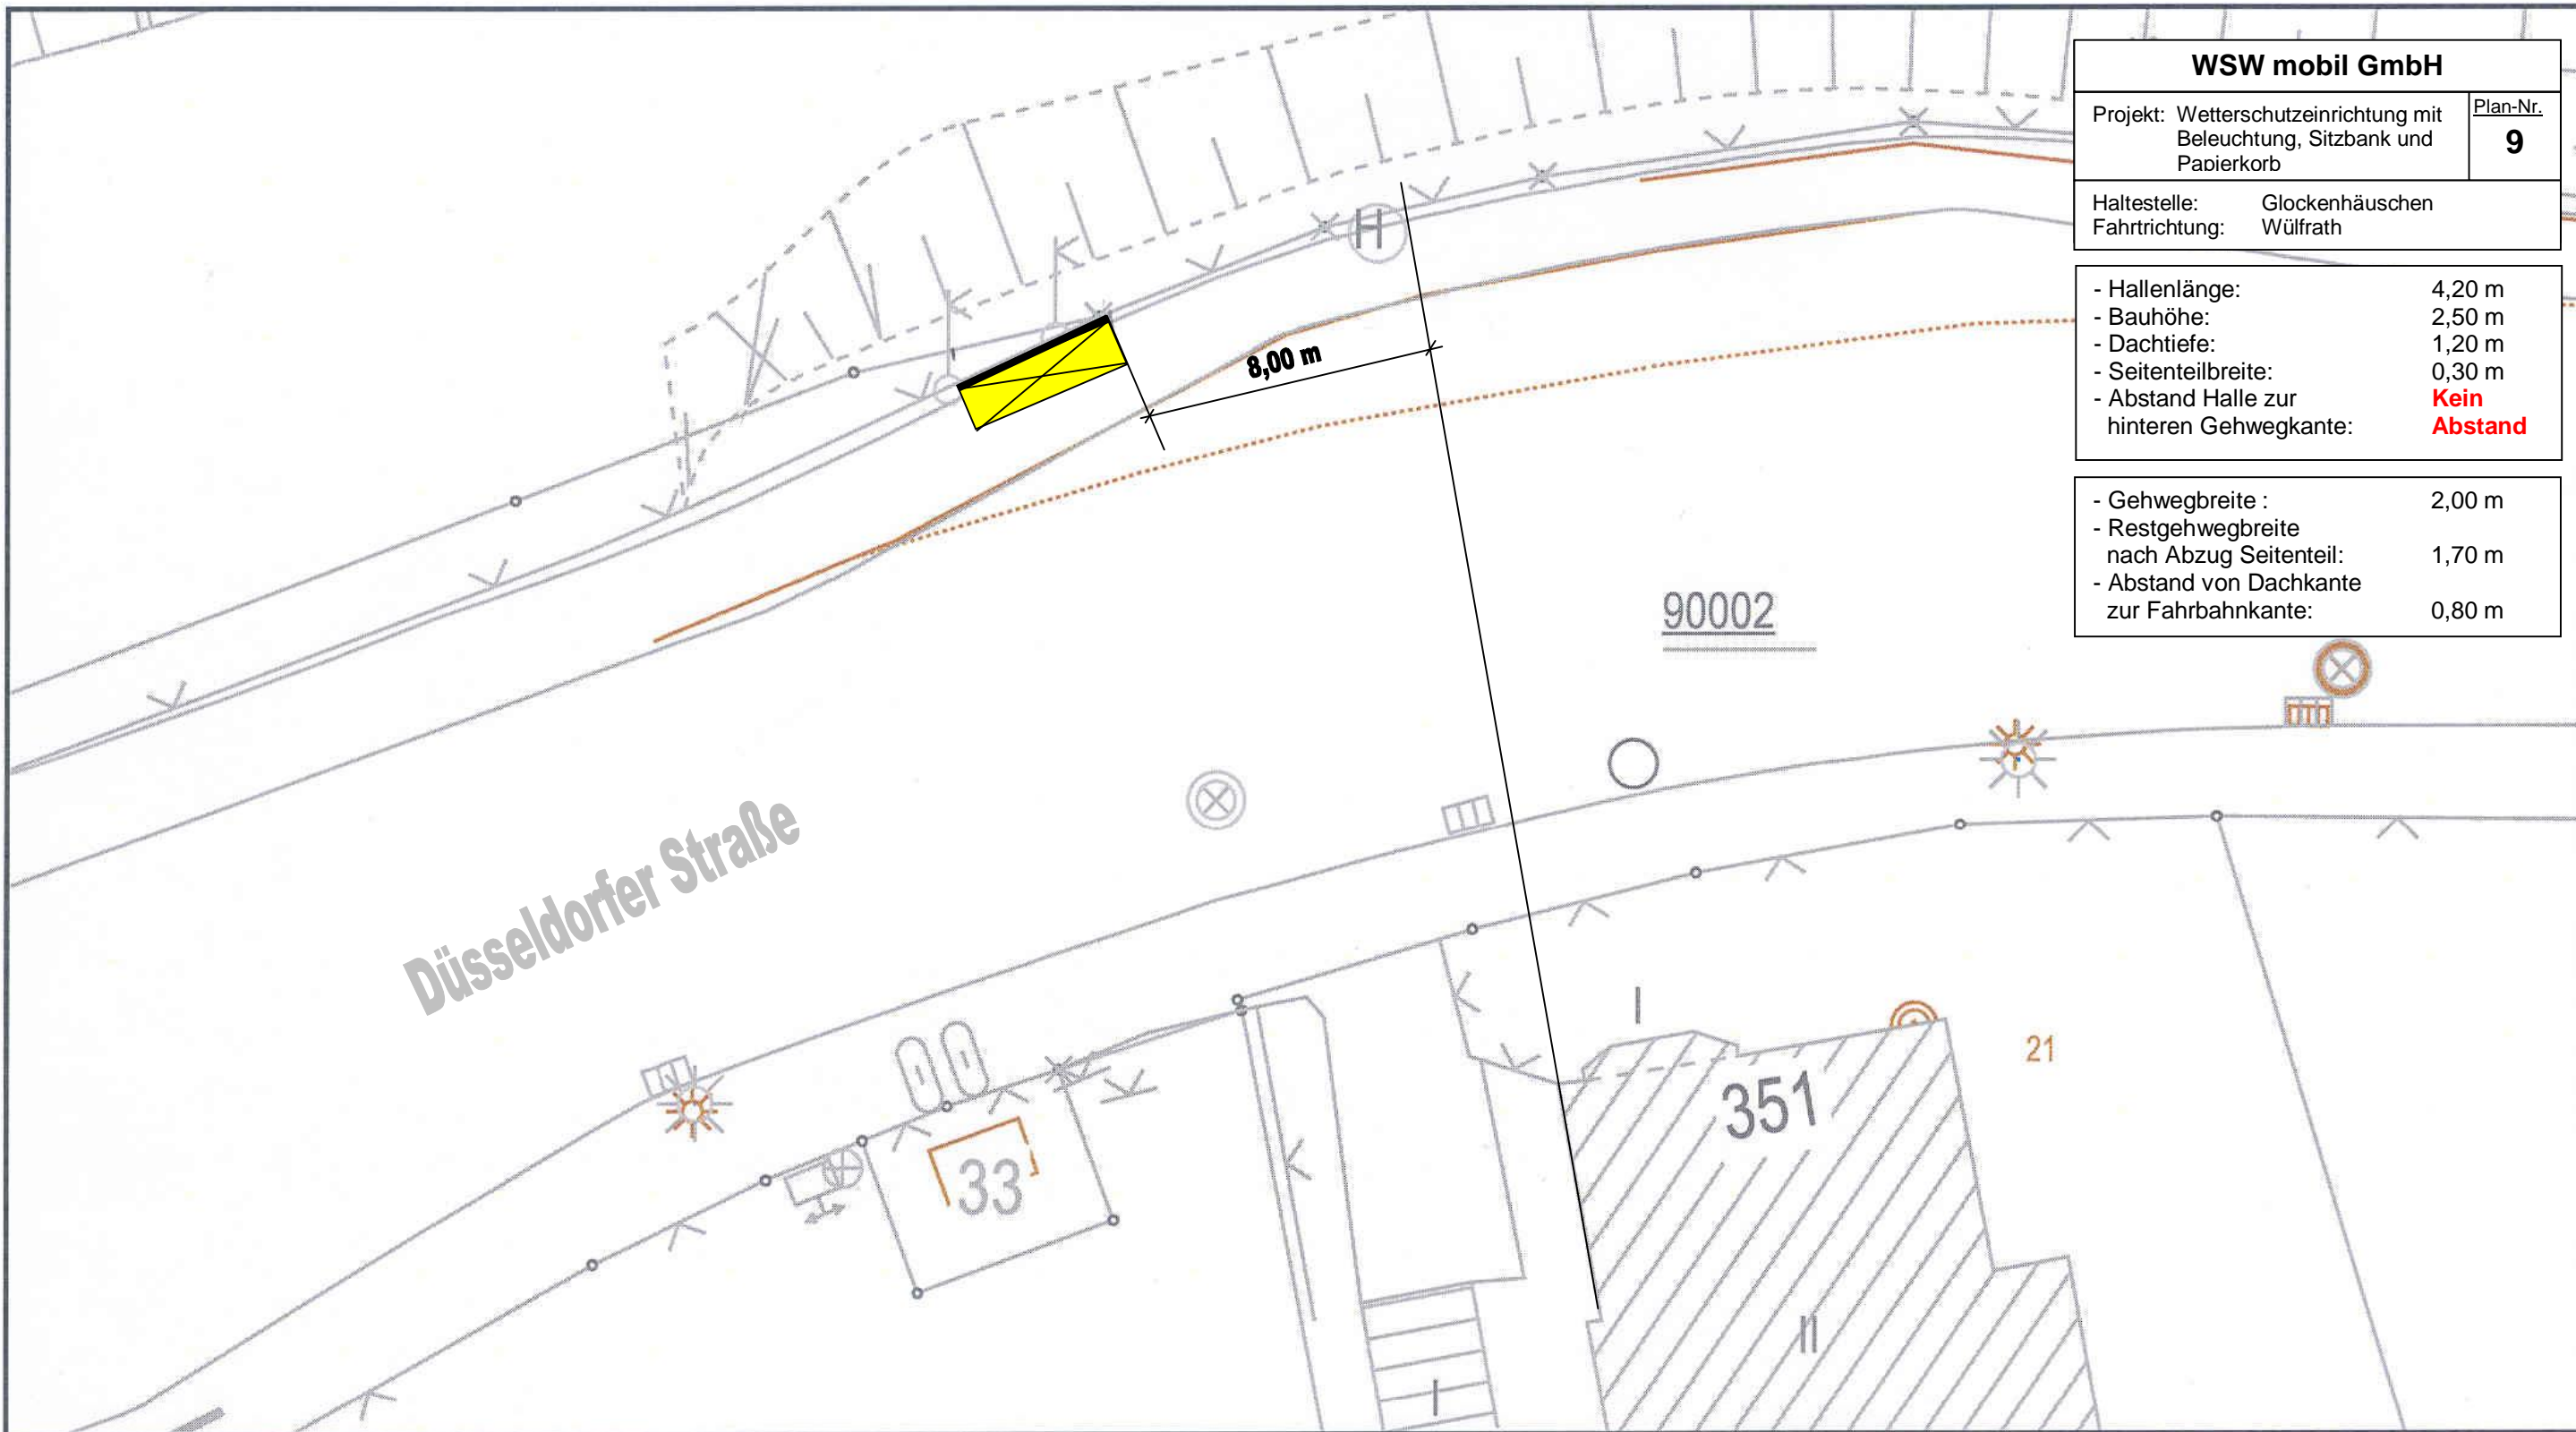 WSW mobil GmbH
Projekt: Wetterschutzeinrichtung mit
Beleuchtung, Sitzbank und
Papierkorb
Plan-Nr.
9
Haltestelle: Glockenhäuschen
Fahrtrichtung: Wülfrath
- Hallenlänge: 4,20 m
- Bauhöhe: 2,50 m
- Dachtiefe: 1,20 m
- Seitenteilbreite: 0,30 m
- Abstand Halle zur Kein
hinteren Gehwegkante: Abstand
- Gehwegbreite : 2,00 m
- Restgehwegbreite
nach Abzug Seitenteil: 1,70 m
- Abstand von Dachkante
zur Fahrbahnkante: 0,80 m
H
8,00 m
90002
Düsseldorfer Straße
I
21
351
33
II
I